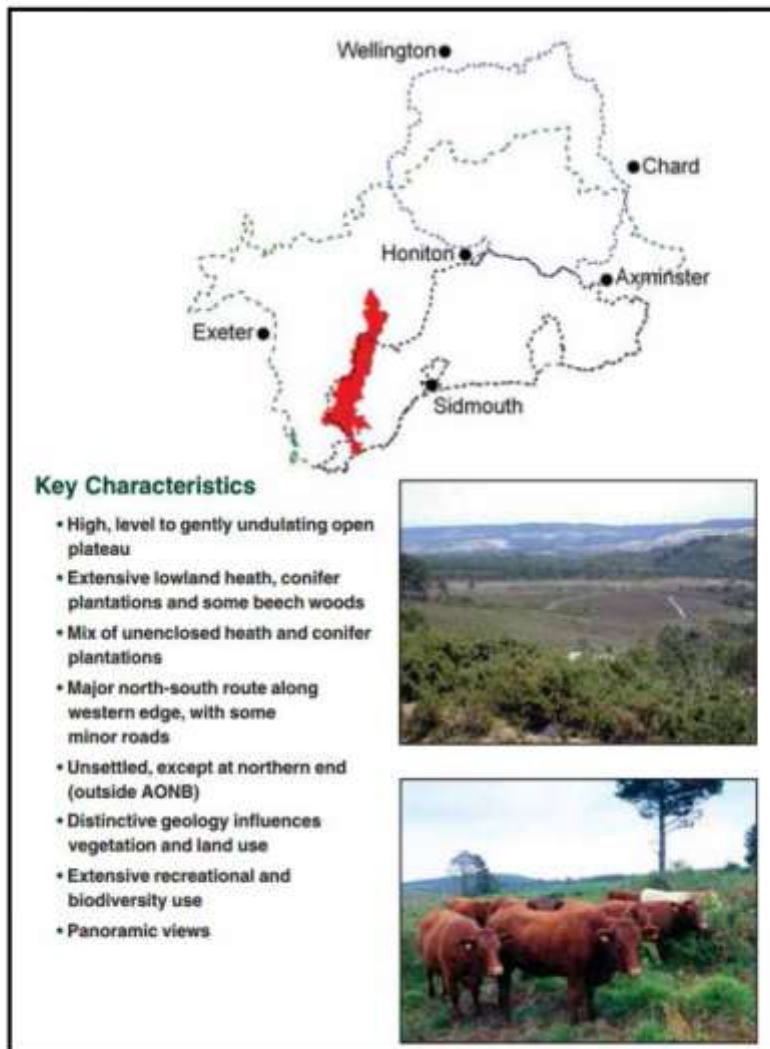 Wellington
Chard
Honiton
Axminster
Exeter
Sidmouth
Key Characteristics
• High, level to gently undulating open
plateau
• Extensive lowland heath, conifer
plantations and some beech woods
• Mix of unenclosed heath and conifer
plantations
• Major north-south route along
western edge, with some
minor roads
• Unsettled, except at northern end
(outside AONB)
• Distinctive geology influences
vegetation and land use
• Extensive recreational and
biodiversity use
• Panoramic views